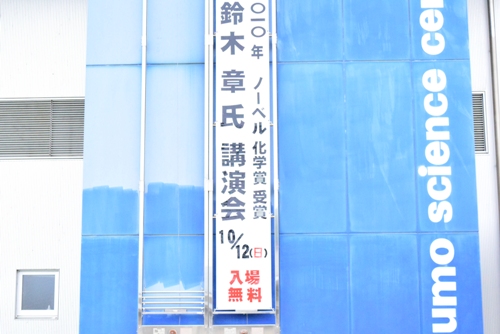 〇一〇年 ノーベル化学賞受賞
鈴木 章氏 講演会
10/12(日)
入場
無料
umo science cen